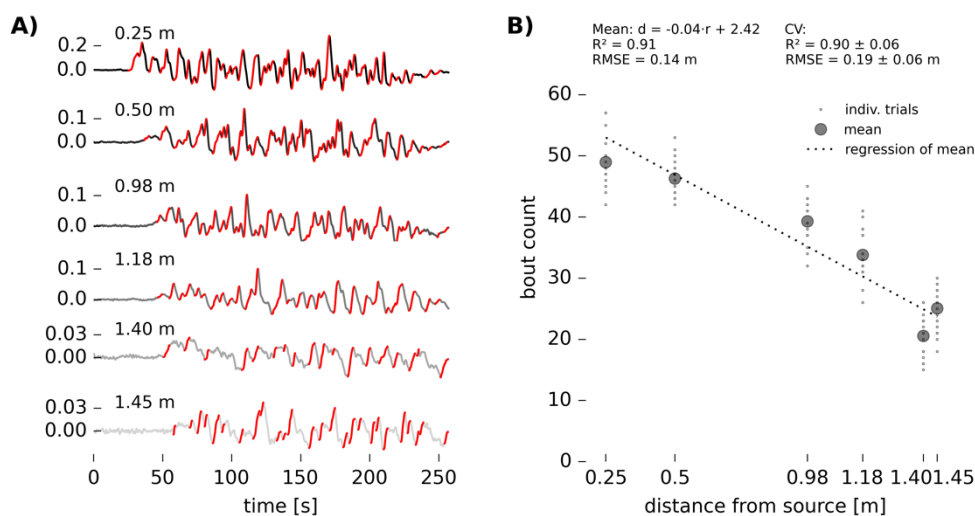 A)
0.25 m
0.2
0.0
0.50 m
0.1
0.0
0.98 m
0.1
0.0
1.18 m
0.1
0.0
1.40 m
0.03
0.00
1.45 m
0.03
0.00
0 50 100 150 200 250
time [s]
B)
Mean: d = -0.04·r + 2.42
R² = 0.91
RMSE = 0.14 m
CV:
R² = 0.90 ± 0.06
RMSE = 0.19 ± 0.06 m
indiv. trials
mean
regression of mean
60
50
40
30
20
10
0
bout count
0.25 0.5 0.98 1.18 1.40 1.45
distance from source [m]